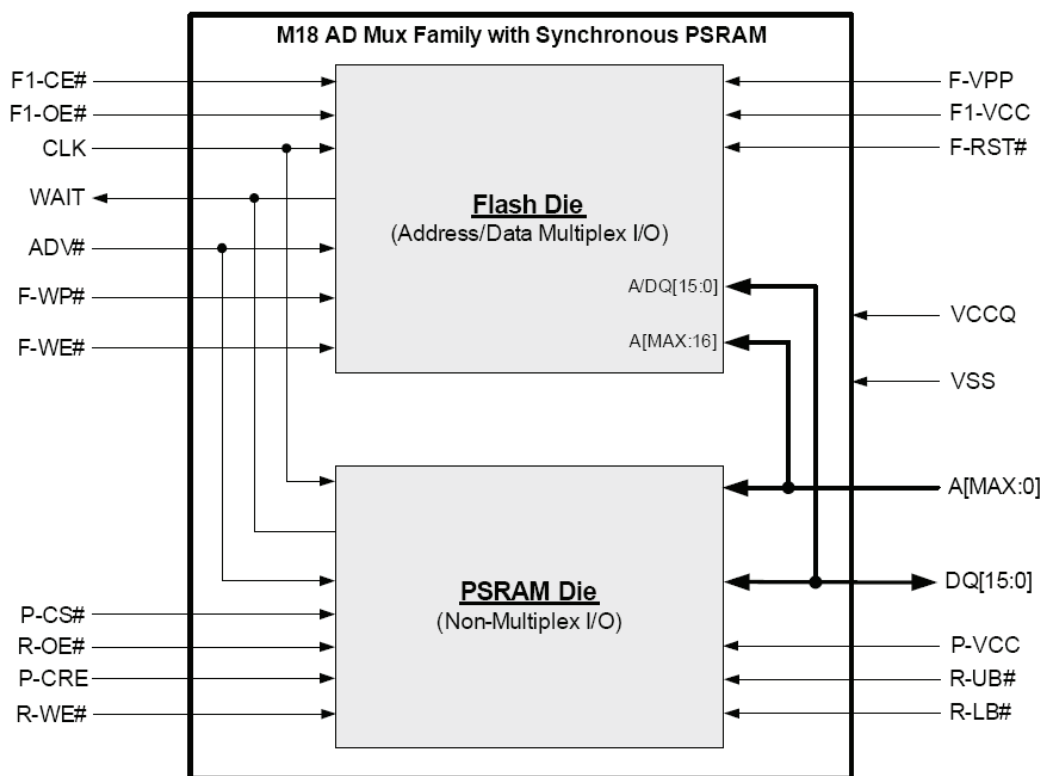 M18 AD Mux Family with Synchronous PSRAM
F1-CE#
F1-OE#
CLK
WAIT
ADV#
F-WP#
F-WE#
Flash Die
(Address/Data Multiplex I/O)
A/DQ[15:0]
A[MAX:16]
F-VPP
F1-VCC
F-RST#
VCCQ
VSS
A[MAX:0]
DQ[15:0]
PSRAM Die
(Non-Multiplex I/O)
P-CS#
R-OE#
P-CRE
R-WE#
P-VCC
R-UB#
R-LB#